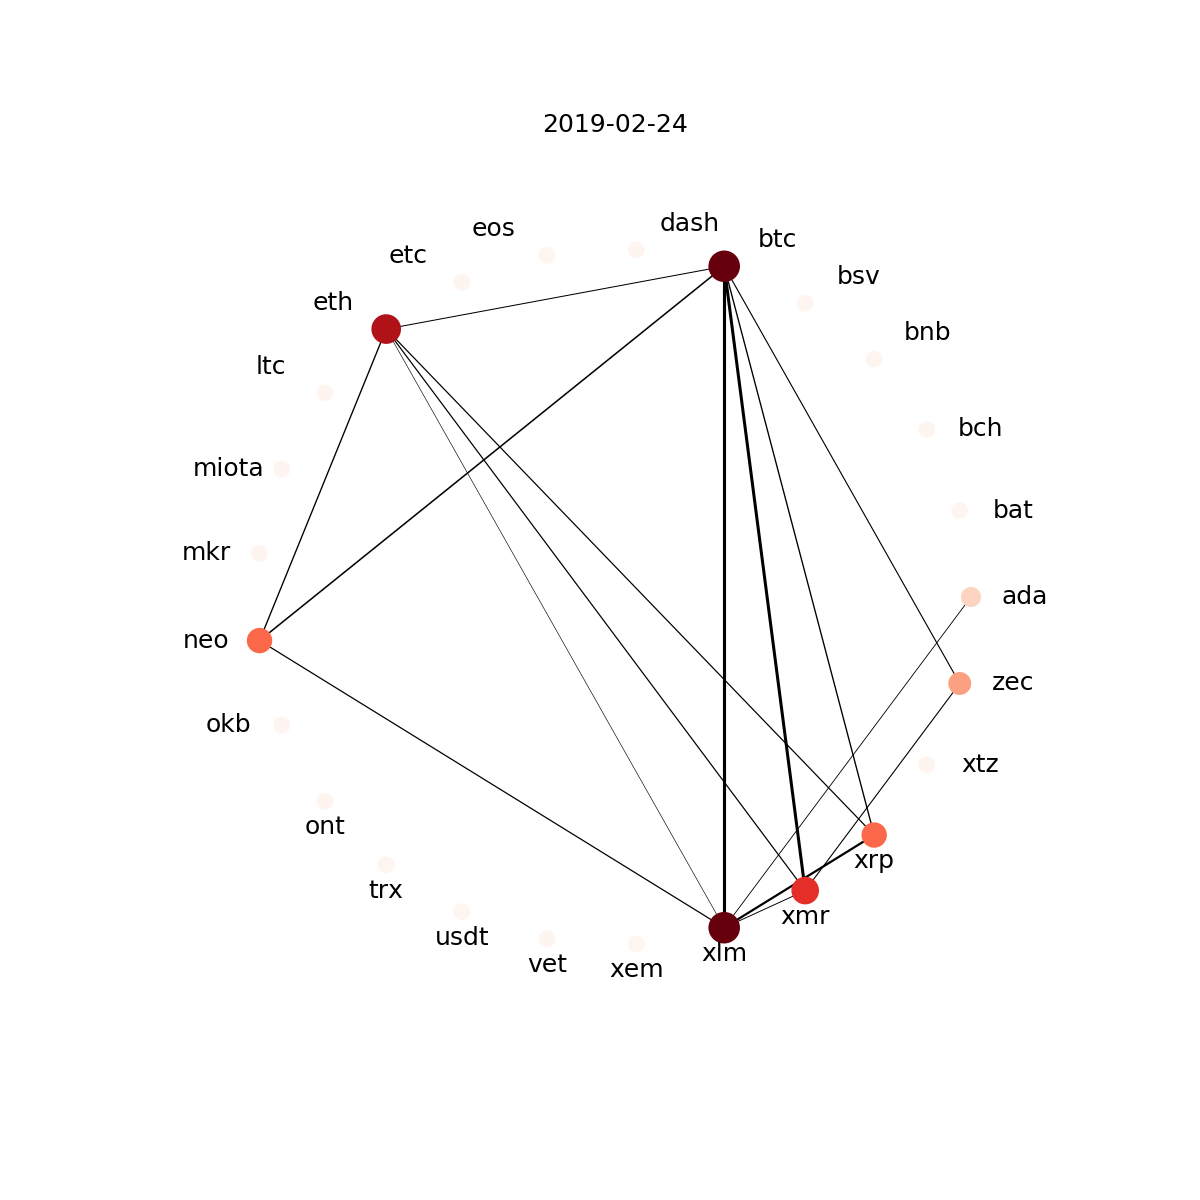 2019-02-24
dash
eos
btc
etc
bsv
eth
bnb
ltc
bch
miota
bat
mkr
ada
neo
zec
okb
xtz
ont
xrp
trx
xmr
usdt
xlm
vet
xem